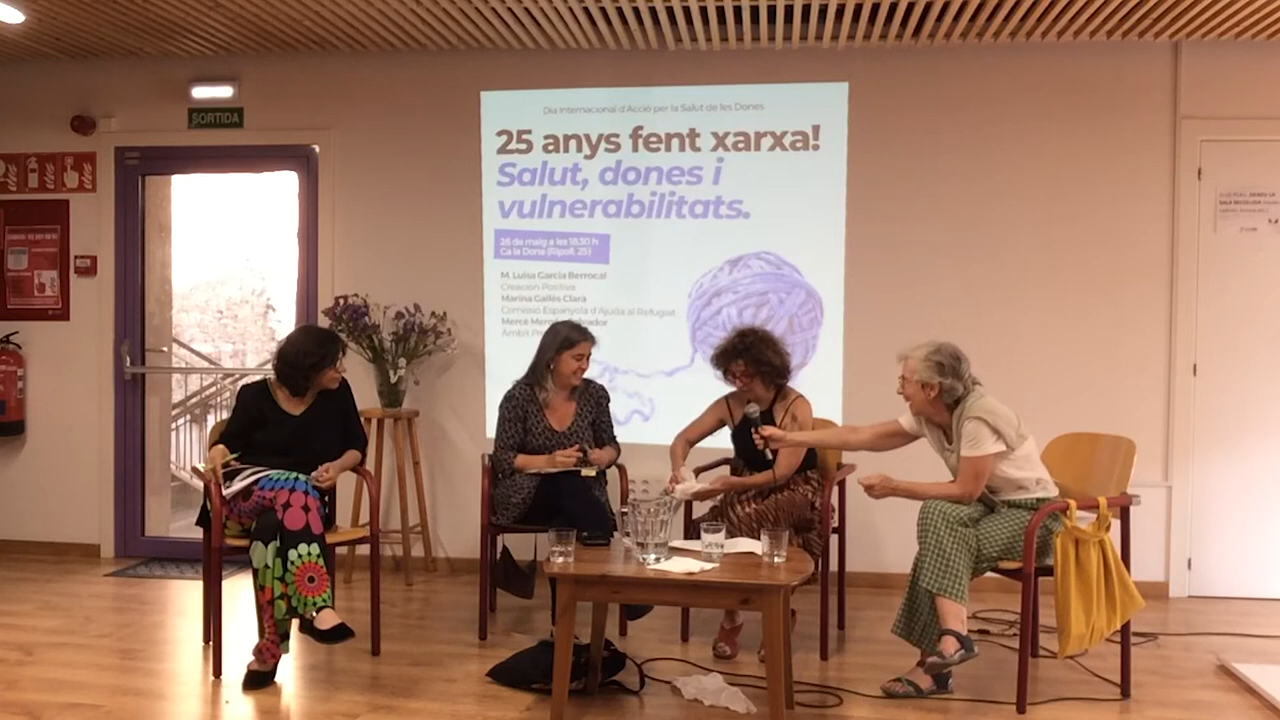 SORTIDA
Dia Internacional d'Acció per la Salut de les Dones
25 anys fent xarxa!
Salut, dones i
vulnerabilitats.
26 de maig a les 18.30 h
Ca la Dona (Ripoll, 25)
M. Luisa García Berrocal
Creación Positiva
Marina Gallés Clarà
Comissió Espanyola d'Ajuda al Refugiat
Mercè
Àmbit